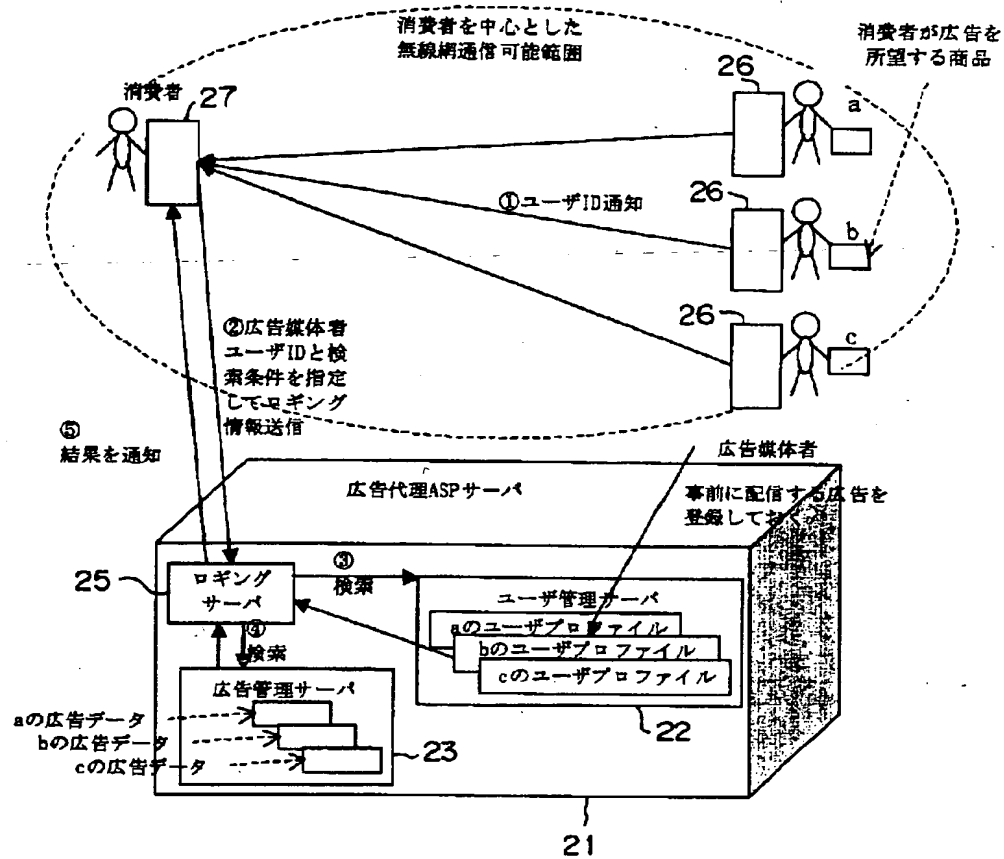 消費者を中心とした
無線網通信可能範囲
消費者が広告を
所望する商品
消費者
27
26
a
①ユーザID通知
26
b
26
c
②広告媒体者
ユーザIDと検
索条件を指定
してロギング
情報送信
⑤
結果を通知
広告媒体者
広告代理ASPサーバ
事前に配信する広告を
登録しておく。
25
ロギング
サーバ
③
検索
ユーザ管理サーバ
aのユーザプロファイル
bのユーザプロファイル
cのユーザプロファイル
④
検索
広告管理サーバ
aの広告データ
bの広告データ
cの広告データ
23
22
21